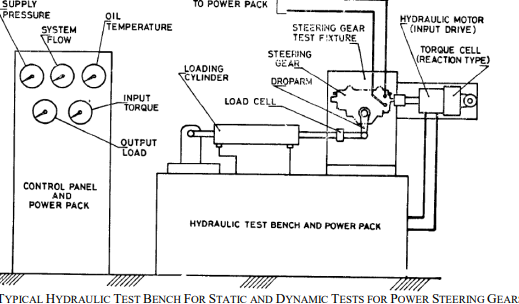 SUPPLY
PRESSURE
SYSTEM
FLOW
OIL
TEMPERATURE
INPUT
TORQUE
OUTPUT
LOAD
CONTROL PANEL
AND
POWER PACK
TO POWER PACK
STEERING GEAR
TEST FIXTURE
STEERING
GEAR
DROPARM
LOADING
CYLINDER
LOAD CELL
HYDRAULIC MOTOR
(INPUT DRIVE)
TORQUE CELL
(REACTION TYPE)
HYDRAULIC TEST BENCH AND POWER PACK
TYPICAL HYDRAULIC TEST BENCH FOR STATIC AND DYNAMIC TESTS FOR POWER STEERING GEAR